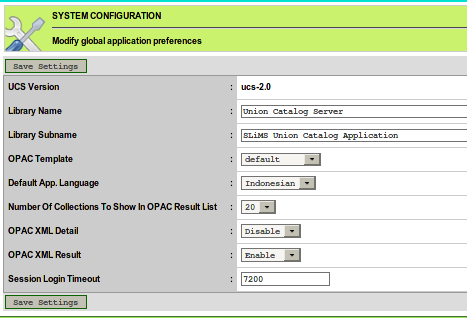 SYSTEM CONFIGURATION
Modify global application preferences
Save Settings
UCS Version : ucs-2.0
Library Name : Union Catalog Server
Library Subname : SLiMS Union Catalog Application
OPAC Template : default
Default App. Language : Indonesian
Number Of Collections To Show In OPAC Result List : 20
OPAC XML Detail : Disable
OPAC XML Result : Enable
Session Login Timeout : 7200
Save Settings